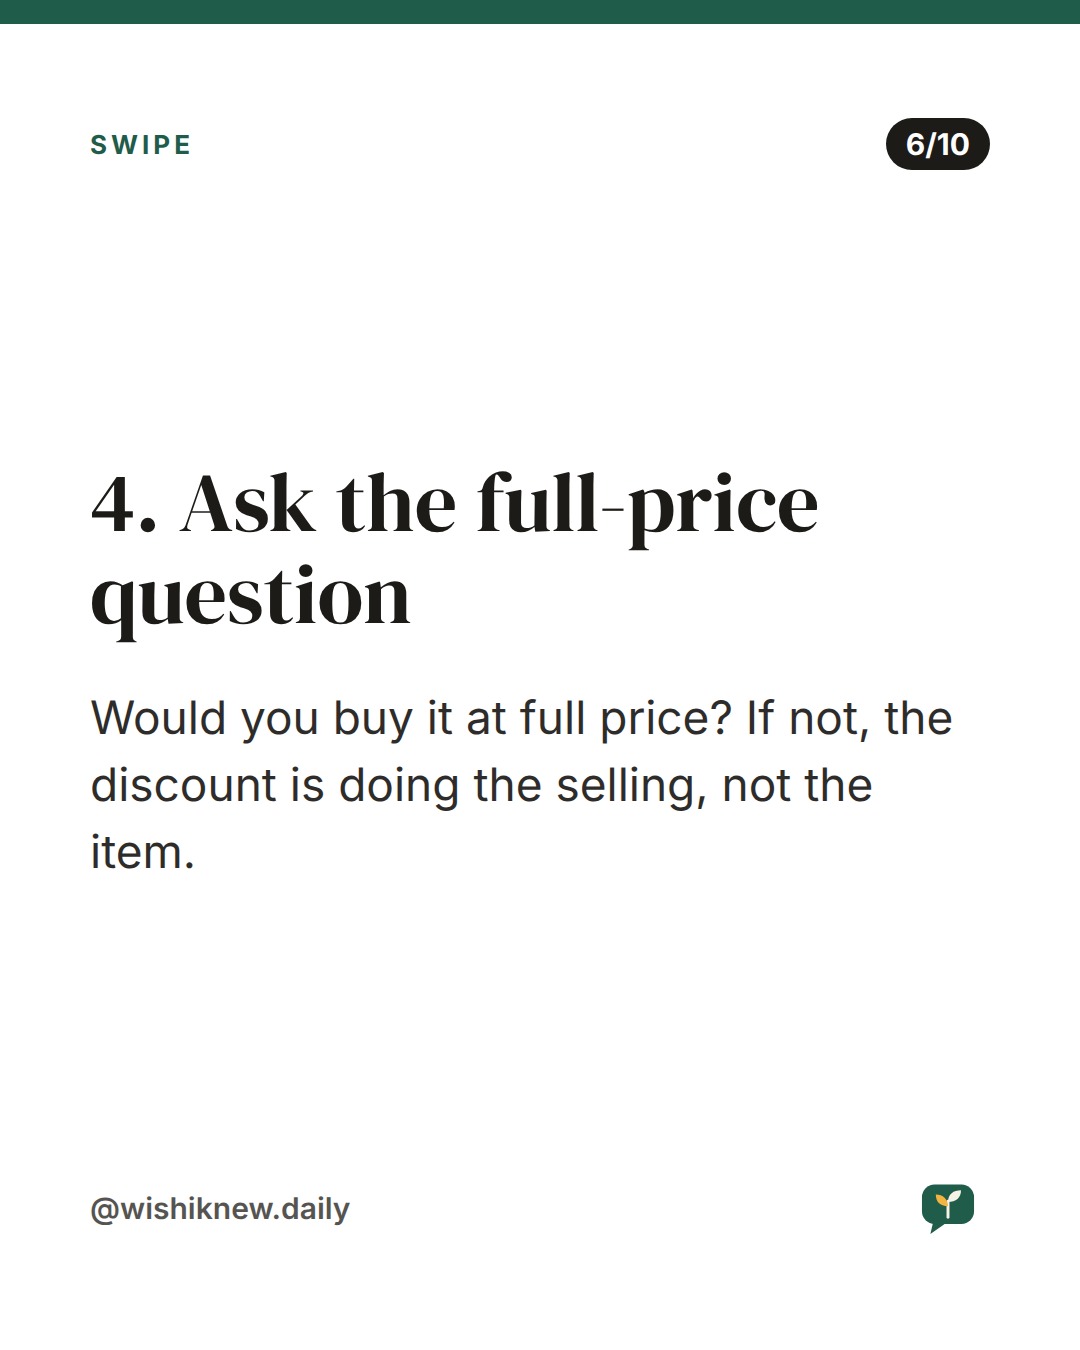 SWIPE
6/10
4. Ask the full-price
question
Would you buy it at full price? If not, the
discount is doing the selling, not the
item.
@wishiknew.daily